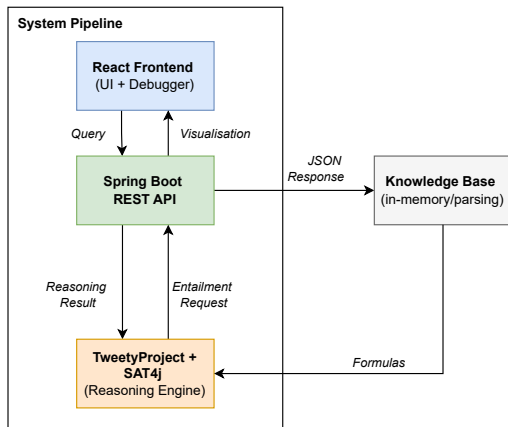 System Pipeline
React Frontend
(UI + Debugger)
Query
Visualisation
JSON
Response
Spring Boot
REST API
Knowledge Base
(in-memory/parsing)
Reasoning
Result
Entailment
Request
TweetyProject +
SAT4j
(Reasoning Engine)
Formulas